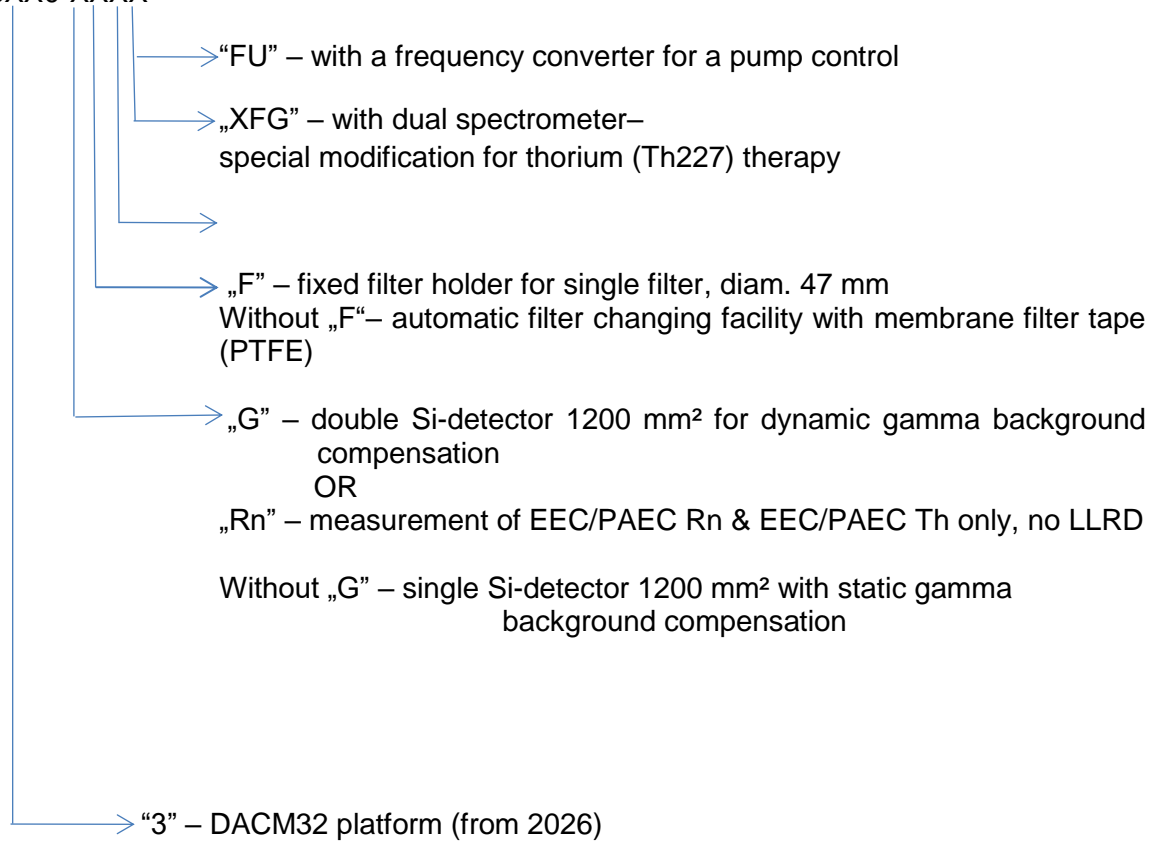 “FU” – with a frequency converter for a pump control
„XFG” – with dual spectrometer–
special modification for thorium (Th227) therapy
„F” – fixed filter holder for single filter, diam. 47 mm
Without „F“– automatic filter changing facility with membrane filter tape
(PTFE)
„G” – double Si-detector 1200 mm² for dynamic gamma background
compensation
OR
„Rn” – measurement of EEC/PAEC Rn & EEC/PAEC Th only, no LLRD
Without „G” – single Si-detector 1200 mm² with static gamma
background compensation
“3” – DACM32 platform (from 2026)